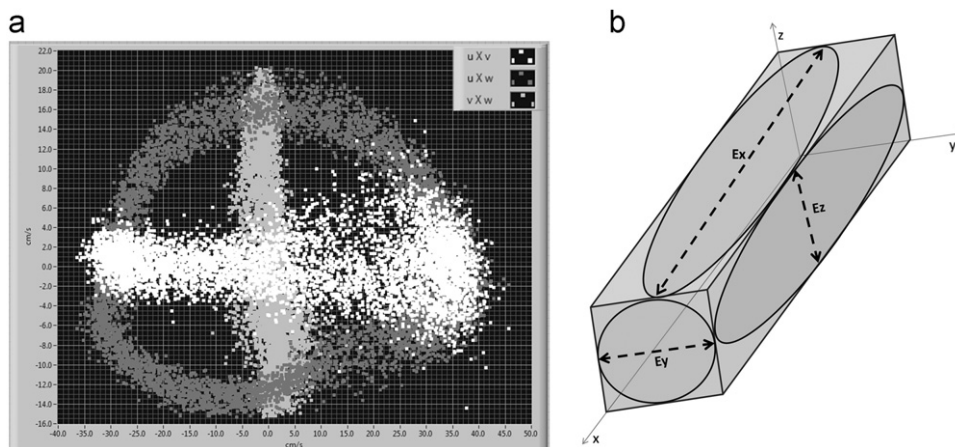 a
22.0
20.0
18.0
16.0
14.0
12.0
10.0
8.0
6.0
4.0
2.0
0.0
-2.0
-4.0
-6.0
-8.0
-10.0
-12.0
-14.0
-16.0
cm/s
-40.0 -35.0 -30.0 -25.0 -20.0 -15.0 -10.0 -5.0 0.0 5.0 10.0 15.0 20.0 25.0 30.0 35.0 40.0 45.0 50.0
cm/s
u X v
u X w
v X w
b
z
y
Ex
Ez
Ey
x